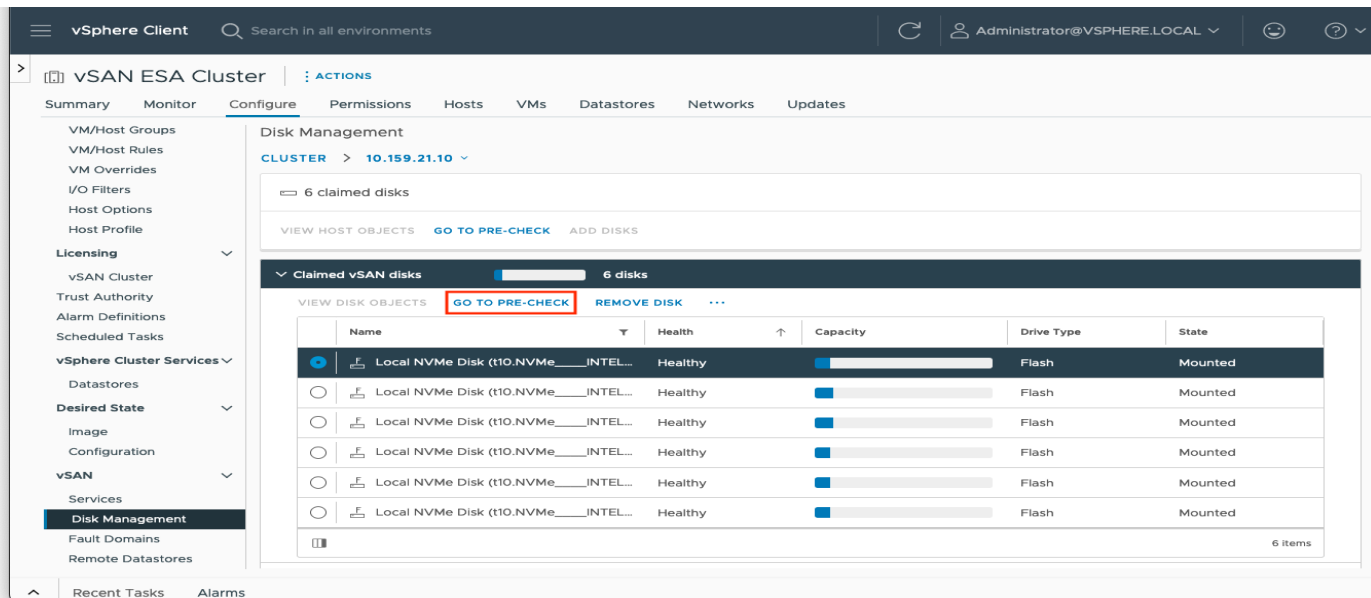 vSphere Client
Search in all environments
Administrator@VSPHERE.LOCAL
vSAN ESA Cluster
ACTIONS
Summary Monitor Configure Permissions Hosts VMs Datastores Networks Updates
VM/Host Groups
VM/Host Rules
VM Overrides
I/O Filters
Host Options
Host Profile
Licensing
vSAN Cluster
Trust Authority
Alarm Definitions
Scheduled Tasks
vSphere Cluster Services
Datastores
Desired State
Image
Configuration
vSAN
Services
Disk Management
Fault Domains
Remote Datastores
Disk Management
CLUSTER > 10.159.21.10
6 claimed disks
VIEW HOST OBJECTS GO TO PRE-CHECK ADD DISKS
Claimed vSAN disks 6 disks
VIEW DISK OBJECTS GO TO PRE-CHECK REMOVE DISK ...
Name Health Capacity Drive Type State
Local NVMe Disk (t10.NVMe____INTEL... Healthy Flash Mounted
Local NVMe Disk (t10.NVMe____INTEL... Healthy Flash Mounted
Local NVMe Disk (t10.NVMe____INTEL... Healthy Flash Mounted
Local NVMe Disk (t10.NVMe____INTEL... Healthy Flash Mounted
Local NVMe Disk (t10.NVMe____INTEL... Healthy Flash Mounted
Local NVMe Disk (t10.NVMe____INTEL... Healthy Flash Mounted
6 items
Recent Tasks Alarms